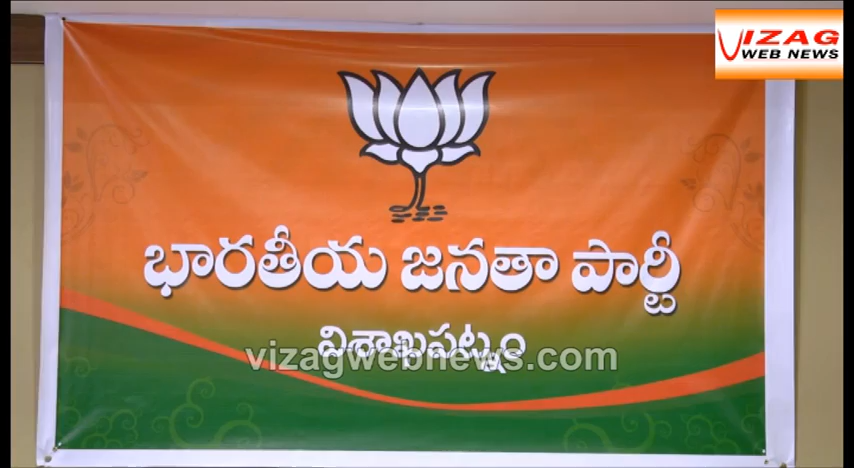 VIZAG
WEB NEWS
భారతీయ జనతా పార్టీ
విశాఖపట్నం
vizagwebnews.com